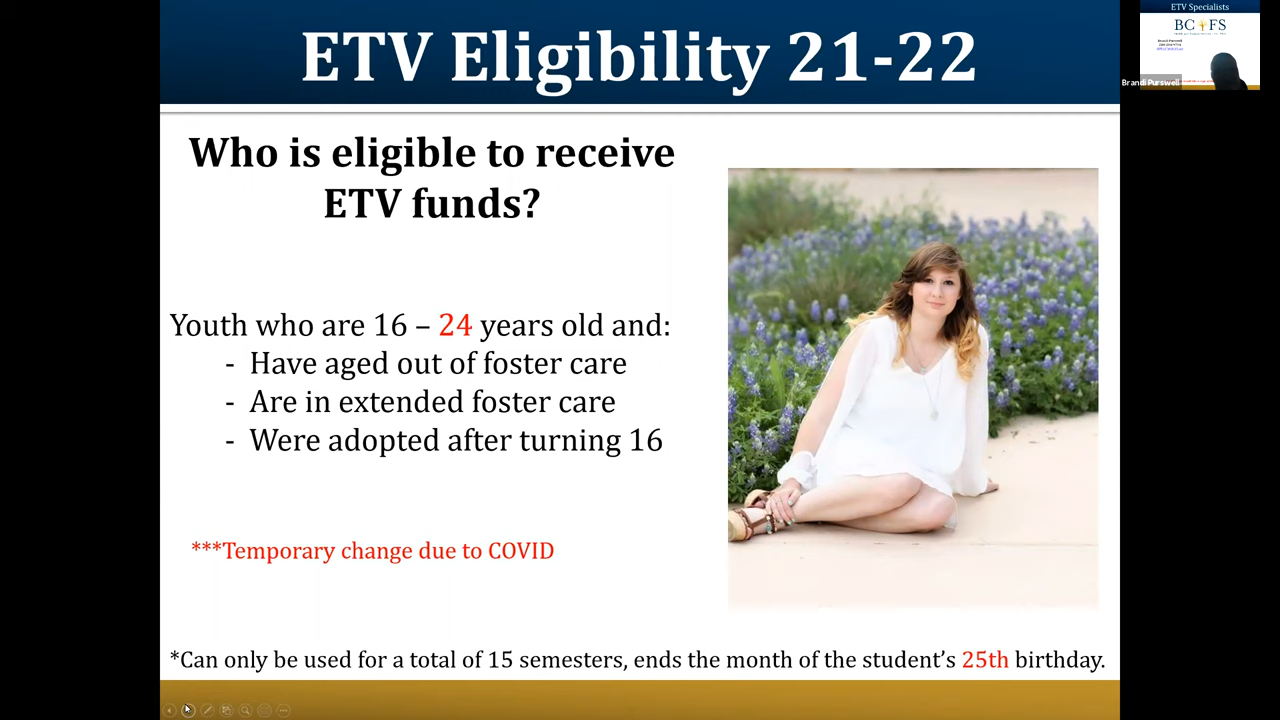 ETV Eligibility 21-22
Who is eligible to receive
ETV funds?
Youth who are 16 – 24 years old and:
- Have aged out of foster care
- Are in extended foster care
- Were adopted after turning 16
***Temporary change due to COVID
*Can only be used for a total of 15 semesters, ends the month of the student's 25th birthday.
ETV Specialists
BC FS
Brandi Purswell